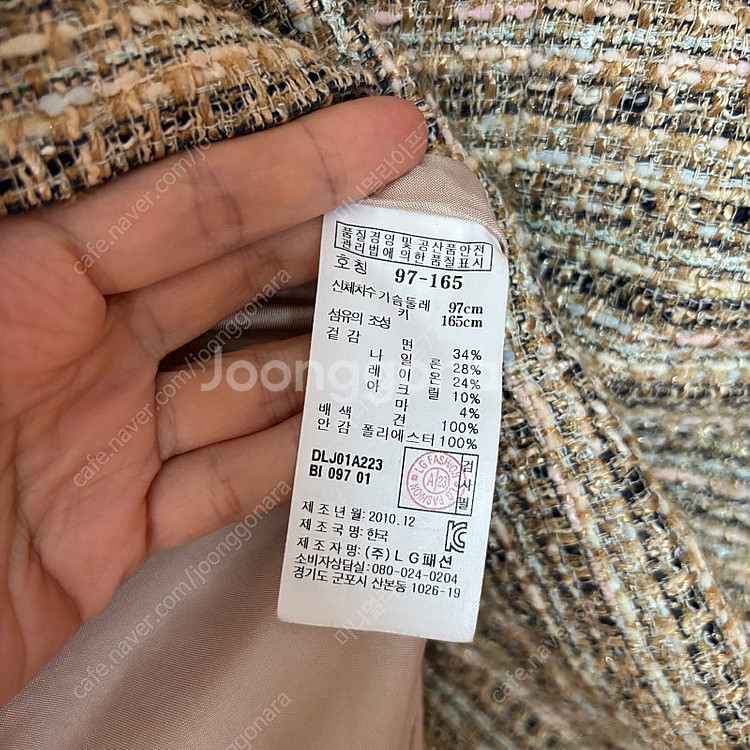 품질경영 및 공산품안전
관리법에 의한 품질표시
호칭 97-165
신체치수 가슴둘레 97cm
키 165cm
섬유의 조성
겉감 면 34%
나일론 28%
레이온 24%
아크릴 10%
마 4%
배색 견 100%
안감 폴리에스터 100%
DLJ01A223
BI 097 01
LG FASHION LG FASHION
A 23
검사필
제조년월: 2010.12
제조국명: 한국
제조자명: (주)LG패션
소비자상담실: 080-024-0204
경기도 군포시 산본동 1026-19
Joonggonara
cafe.naver.com/joonggonara